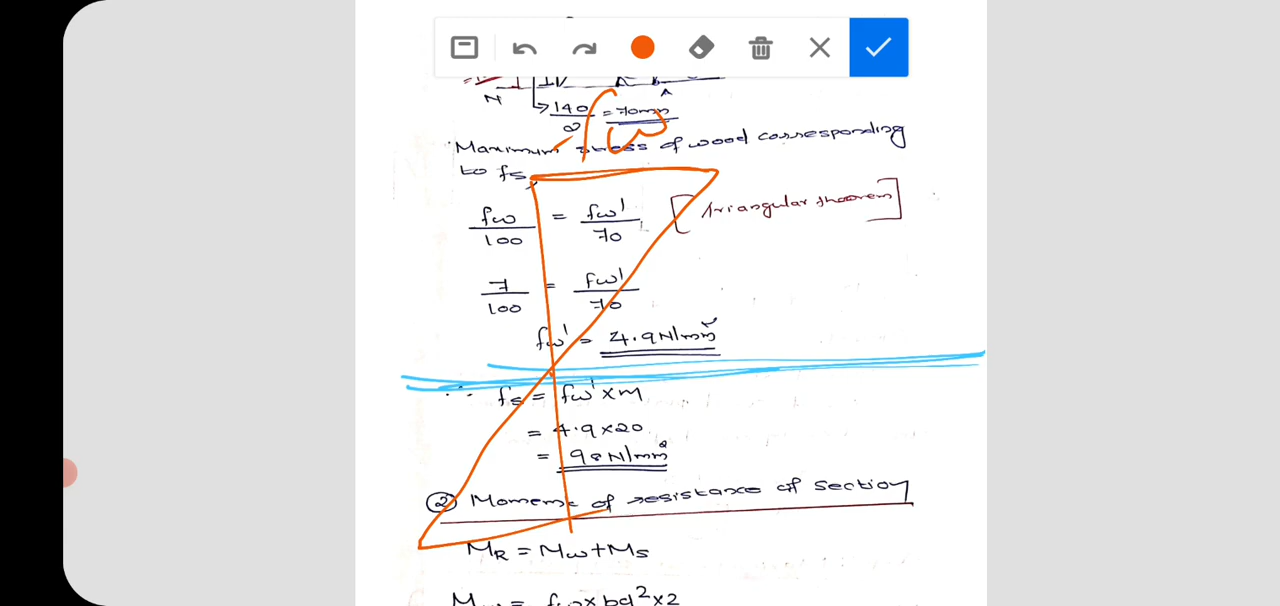 N
140/2 = 70mm
A
fw
Maximum stress of wood corresponding
to fs
fw/100 = fw'/70 [triangular theorem]
7/100 = fw'/70
fw' = 4.9N/mm²
∴ fs = fw' x m
= 4.9 x 20
= 98 N/mm²
② Moment of resistance of section
MR = Mw + Ms